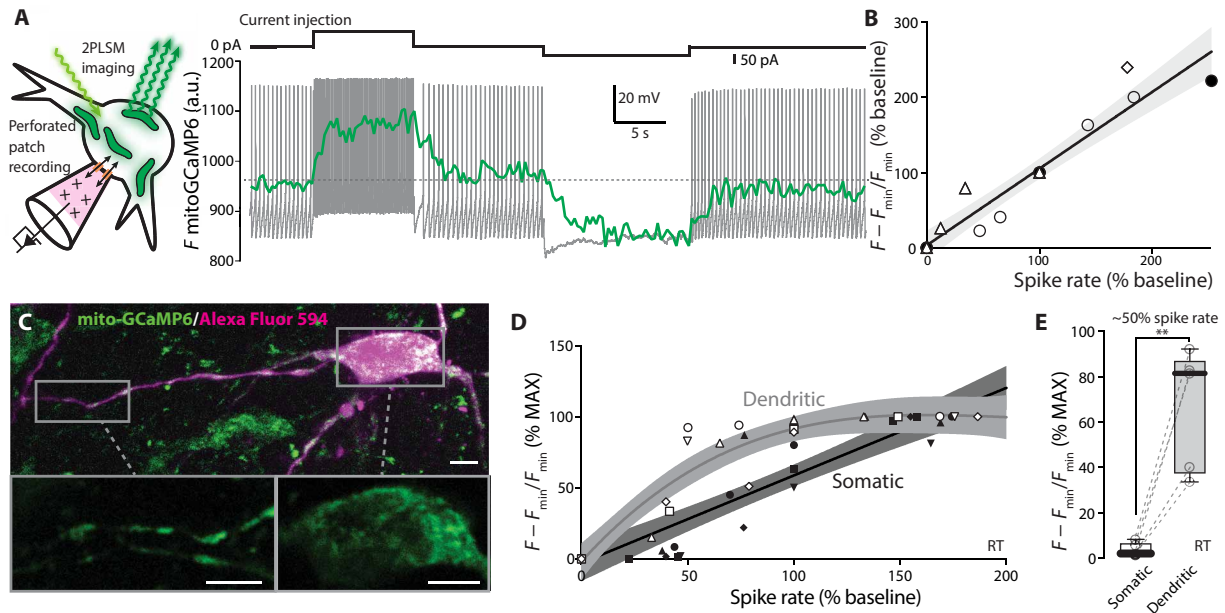 A
2PLSM
imaging
Perforated
patch
recording
Current injection
0 pA
50 pA
1200
1100
1000
900
800
F mitoGCaMP6 (a.u.)
20 mV
5 s
B
300
200
100
0
F − Fmin/Fmin (% baseline)
0
100
200
Spike rate (% baseline)
C
mito-GCaMP6/Alexa Fluor 594
D
150
100
50
0
F − Fmin/Fmin (% MAX)
Dendritic
Somatic
RT
0
50
100
150
200
Spike rate (% baseline)
E
~50% spike rate
**
100
80
60
40
20
0
F − Fmin/Fmin (% MAX)
RT
Somatic
Dendritic